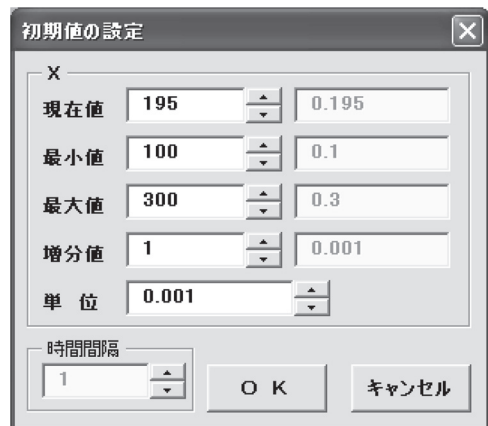 初期値の設定
X
現在値 195 0.195
最小値 100 0.1
最大値 300 0.3
増分値 1 0.001
単 位 0.001
時間間隔
1
O K キャンセル